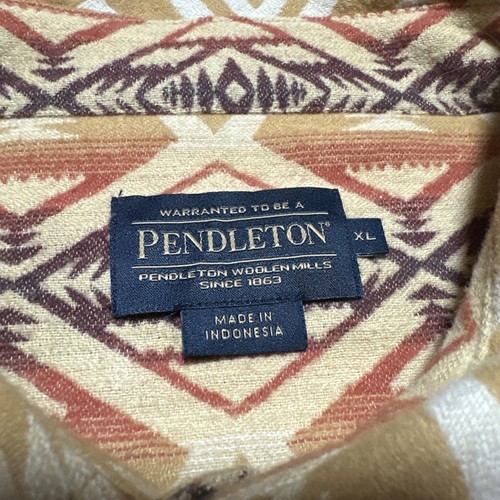 WARRANTED TO BE A
PENDLETON®
XL
PENDLETON WOOLEN MILLS
SINCE 1863
MADE IN
INDONESIA